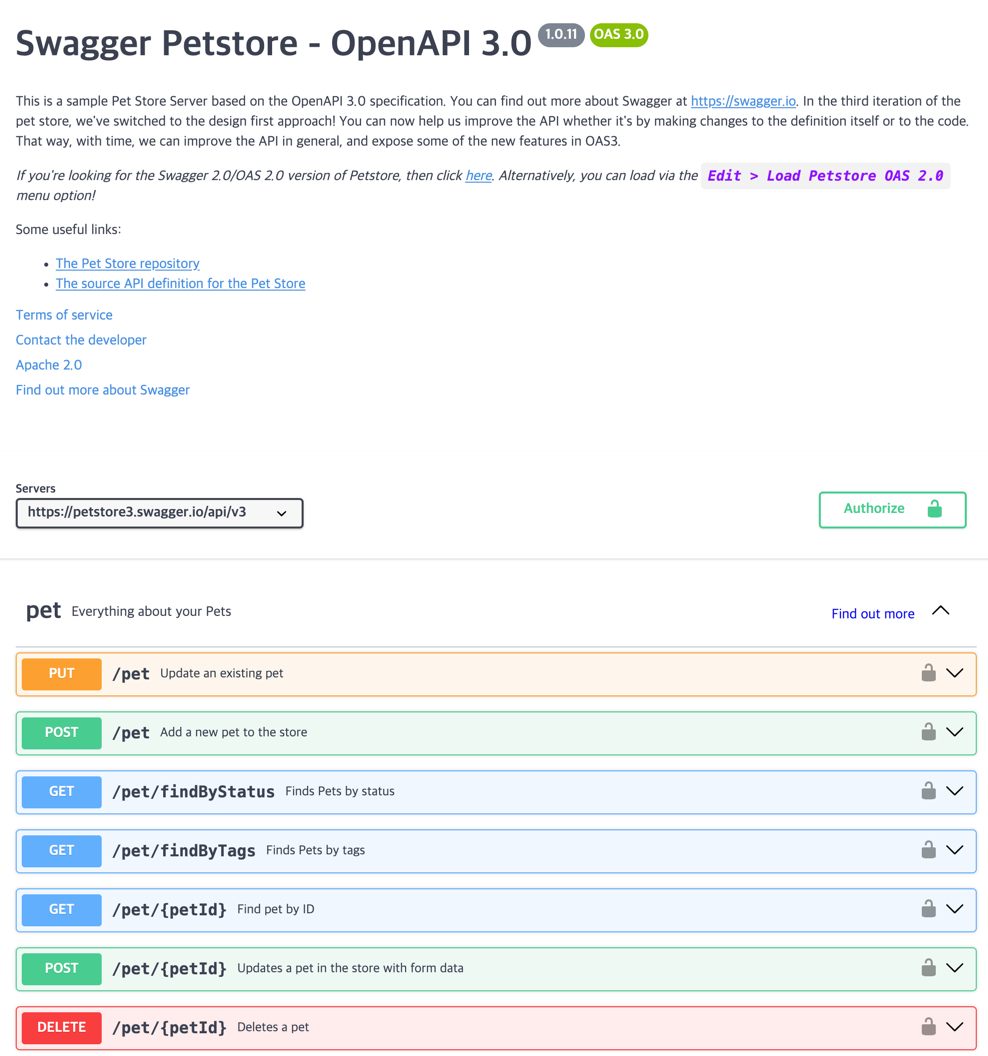 Swagger Petstore - OpenAPI 3.0 1.0.11 OAS 3.0
This is a sample Pet Store Server based on the OpenAPI 3.0 specification. You can find out more about Swagger at https://swagger.io. In the third iteration of the
pet store, we've switched to the design first approach! You can now help us improve the API whether it's by making changes to the definition itself or to the code.
That way, with time, we can improve the API in general, and expose some of the new features in OAS3.
If you're looking for the Swagger 2.0/OAS 2.0 version of Petstore, then click here. Alternatively, you can load via the Edit > Load Petstore OAS 2.0
menu option!
Some useful links:
• The Pet Store repository
• The source API definition for the Pet Store
Terms of service
Contact the developer
Apache 2.0
Find out more about Swagger
Servers
https://petstore3.swagger.io/api/v3
Authorize
pet Everything about your Pets Find out more
PUT /pet Update an existing pet
POST /pet Add a new pet to the store
GET /pet/findByStatus Finds Pets by status
GET /pet/findByTags Finds Pets by tags
GET /pet/{petId} Find pet by ID
POST /pet/{petId} Updates a pet in the store with form data
DELETE /pet/{petId} Deletes a pet